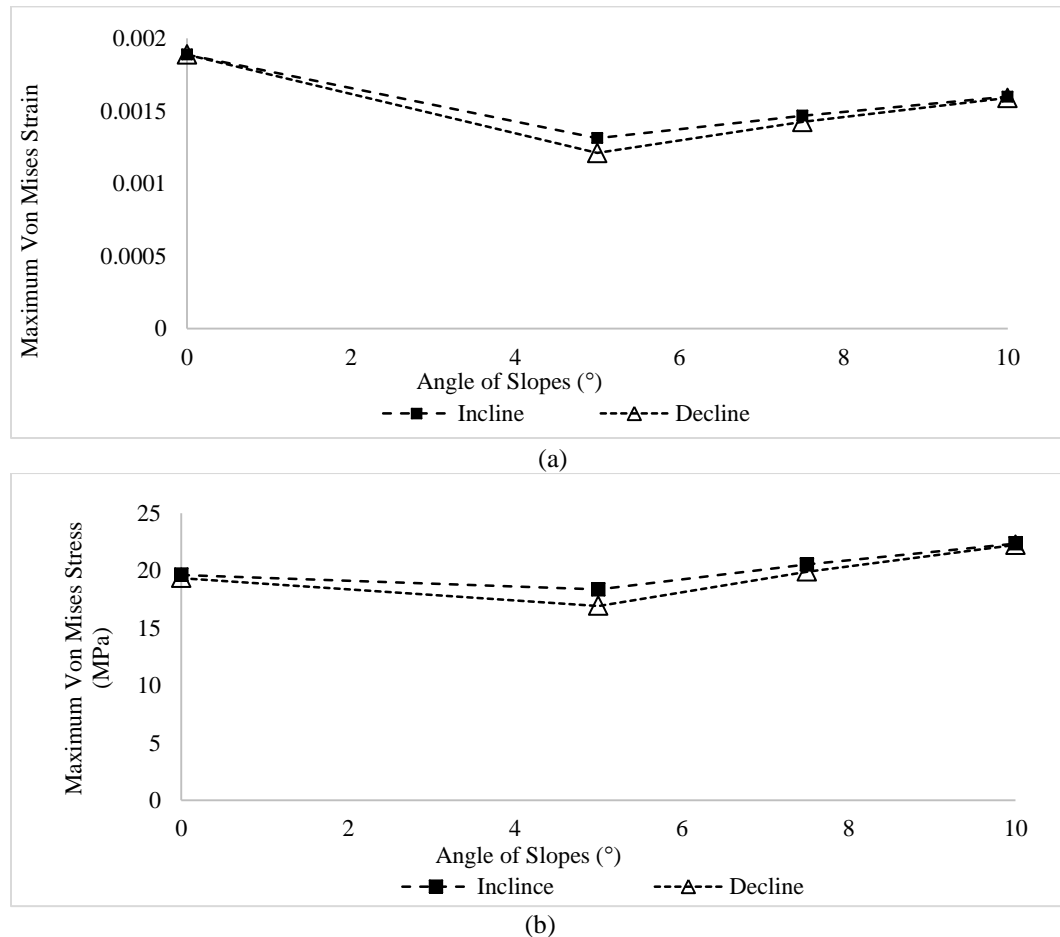 0.002
0.0015
0.001
0.0005
0
Maximum Von Mises Strain
0 2 4 6 8 10
Angle of Slopes (°)
Incline Decline
(a)
25
20
15
10
5
0
Maximum Von Mises Stress
(MPa)
0 2 4 6 8 10
Angle of Slopes (°)
Inclince Decline
(b)